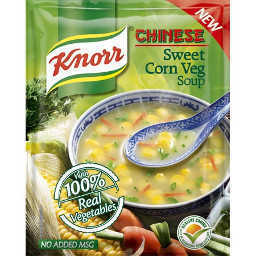 NEW
Knorr
CHINESE
Sweet
Corn Veg
Soup
With
100%
Real
Vegetables
NO ADDED MSG